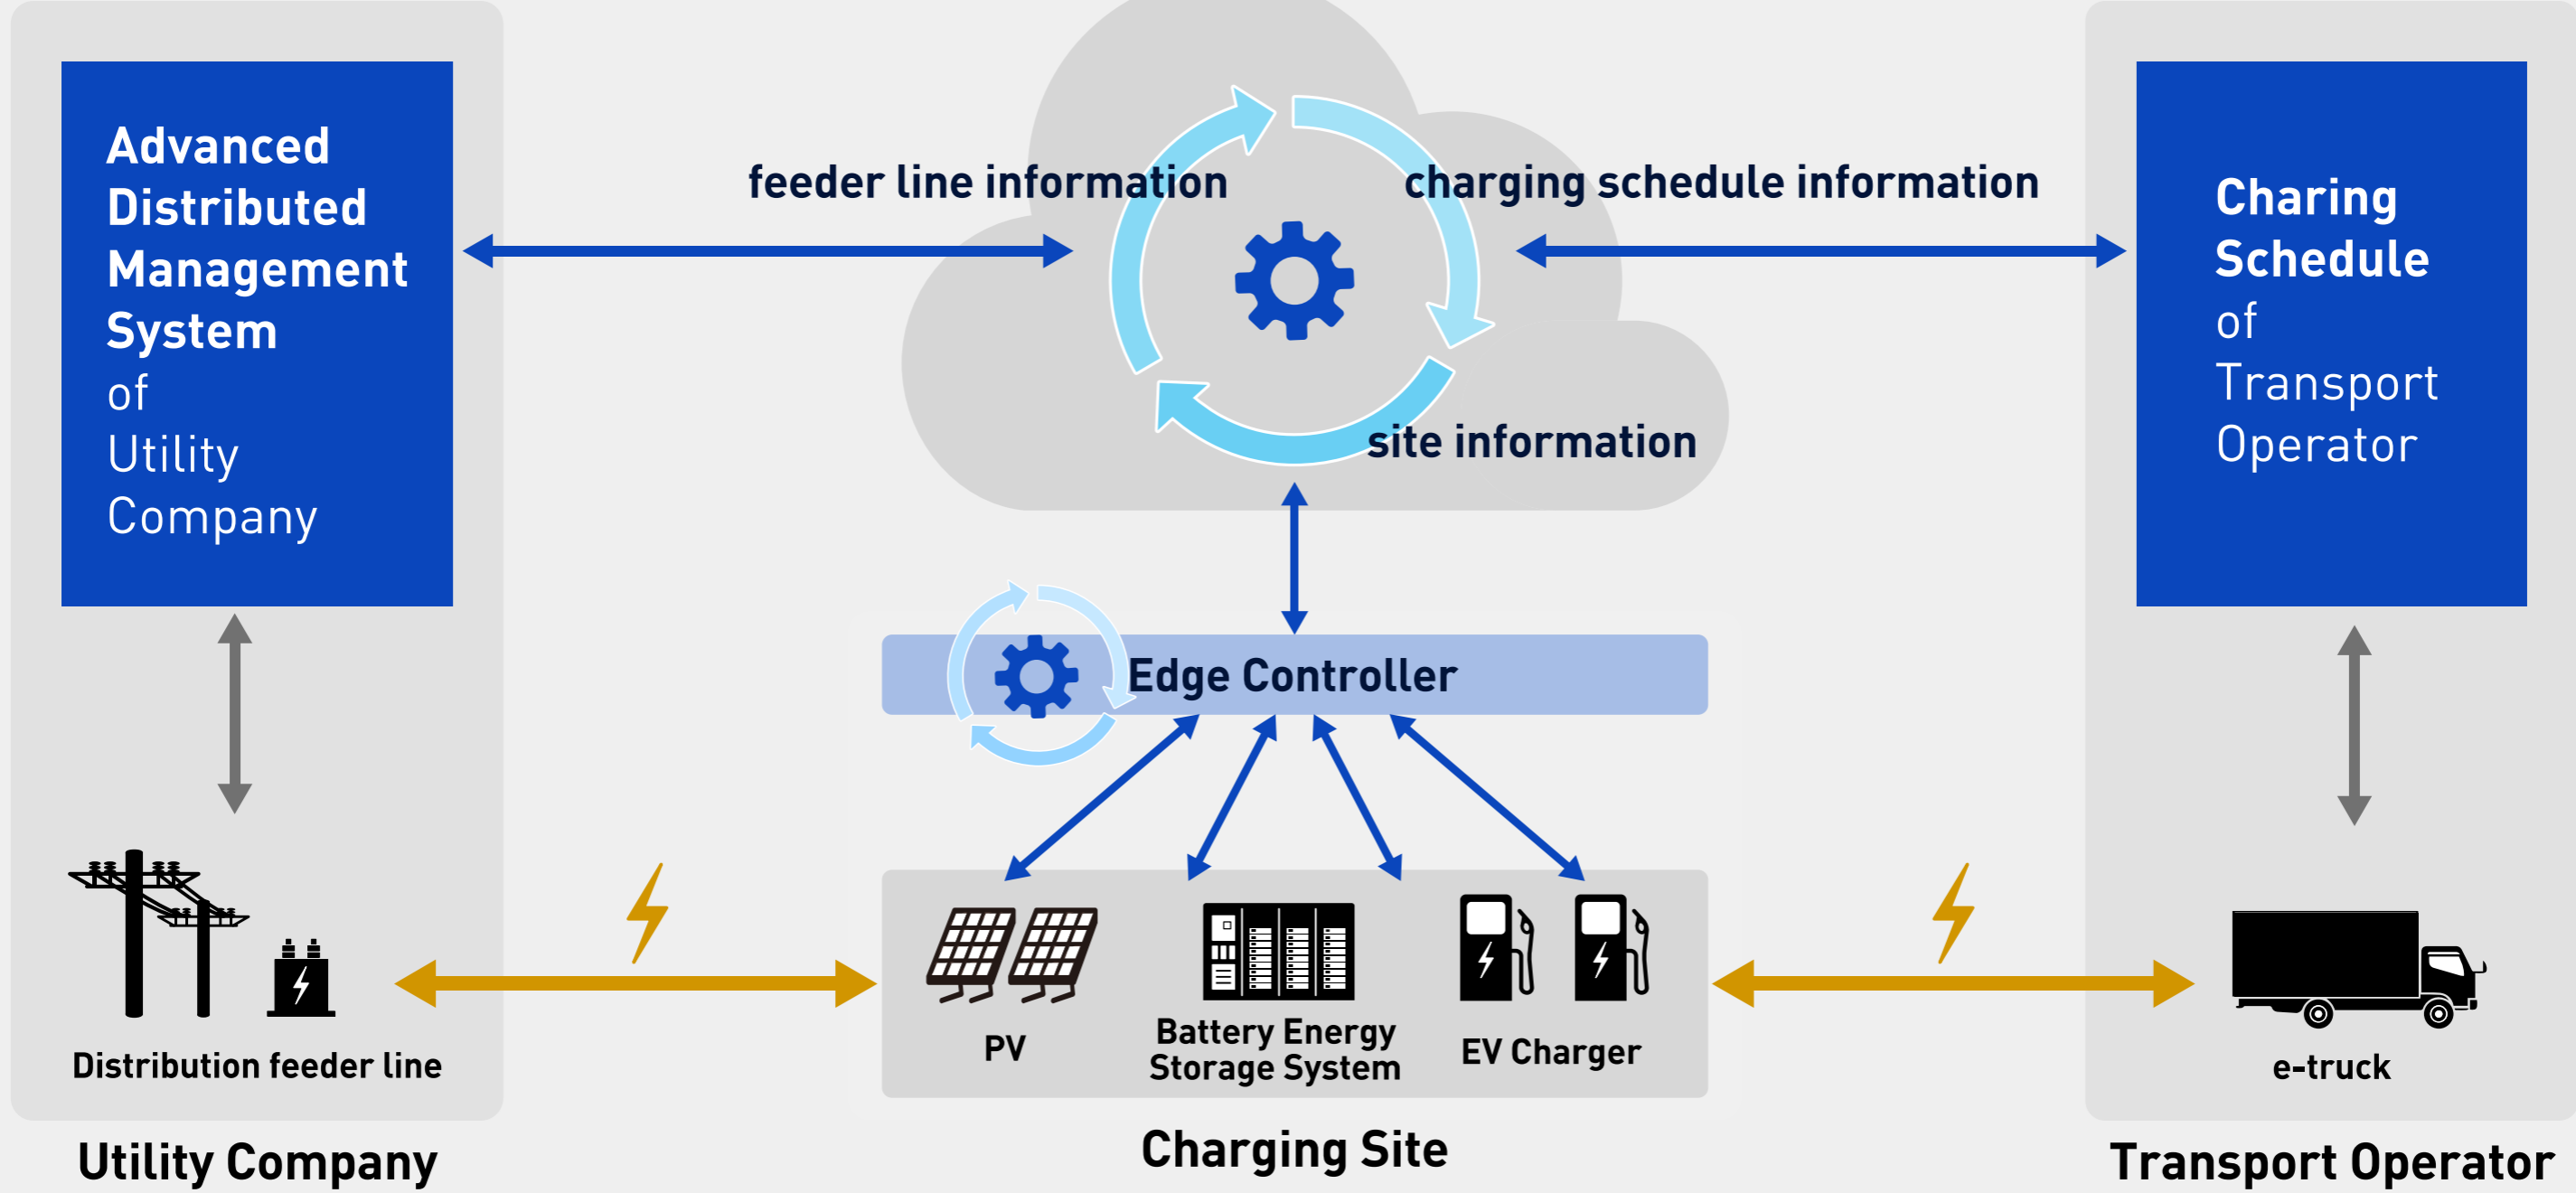 Advanced
Distributed
Management
System
of
Utility
Company
feeder line information
charging schedule information
site information
Charing
Schedule
of
Transport
Operator
Edge Controller
Distribution feeder line
PV
Battery Energy
Storage System
EV Charger
e-truck
Utility Company
Charging Site
Transport Operator